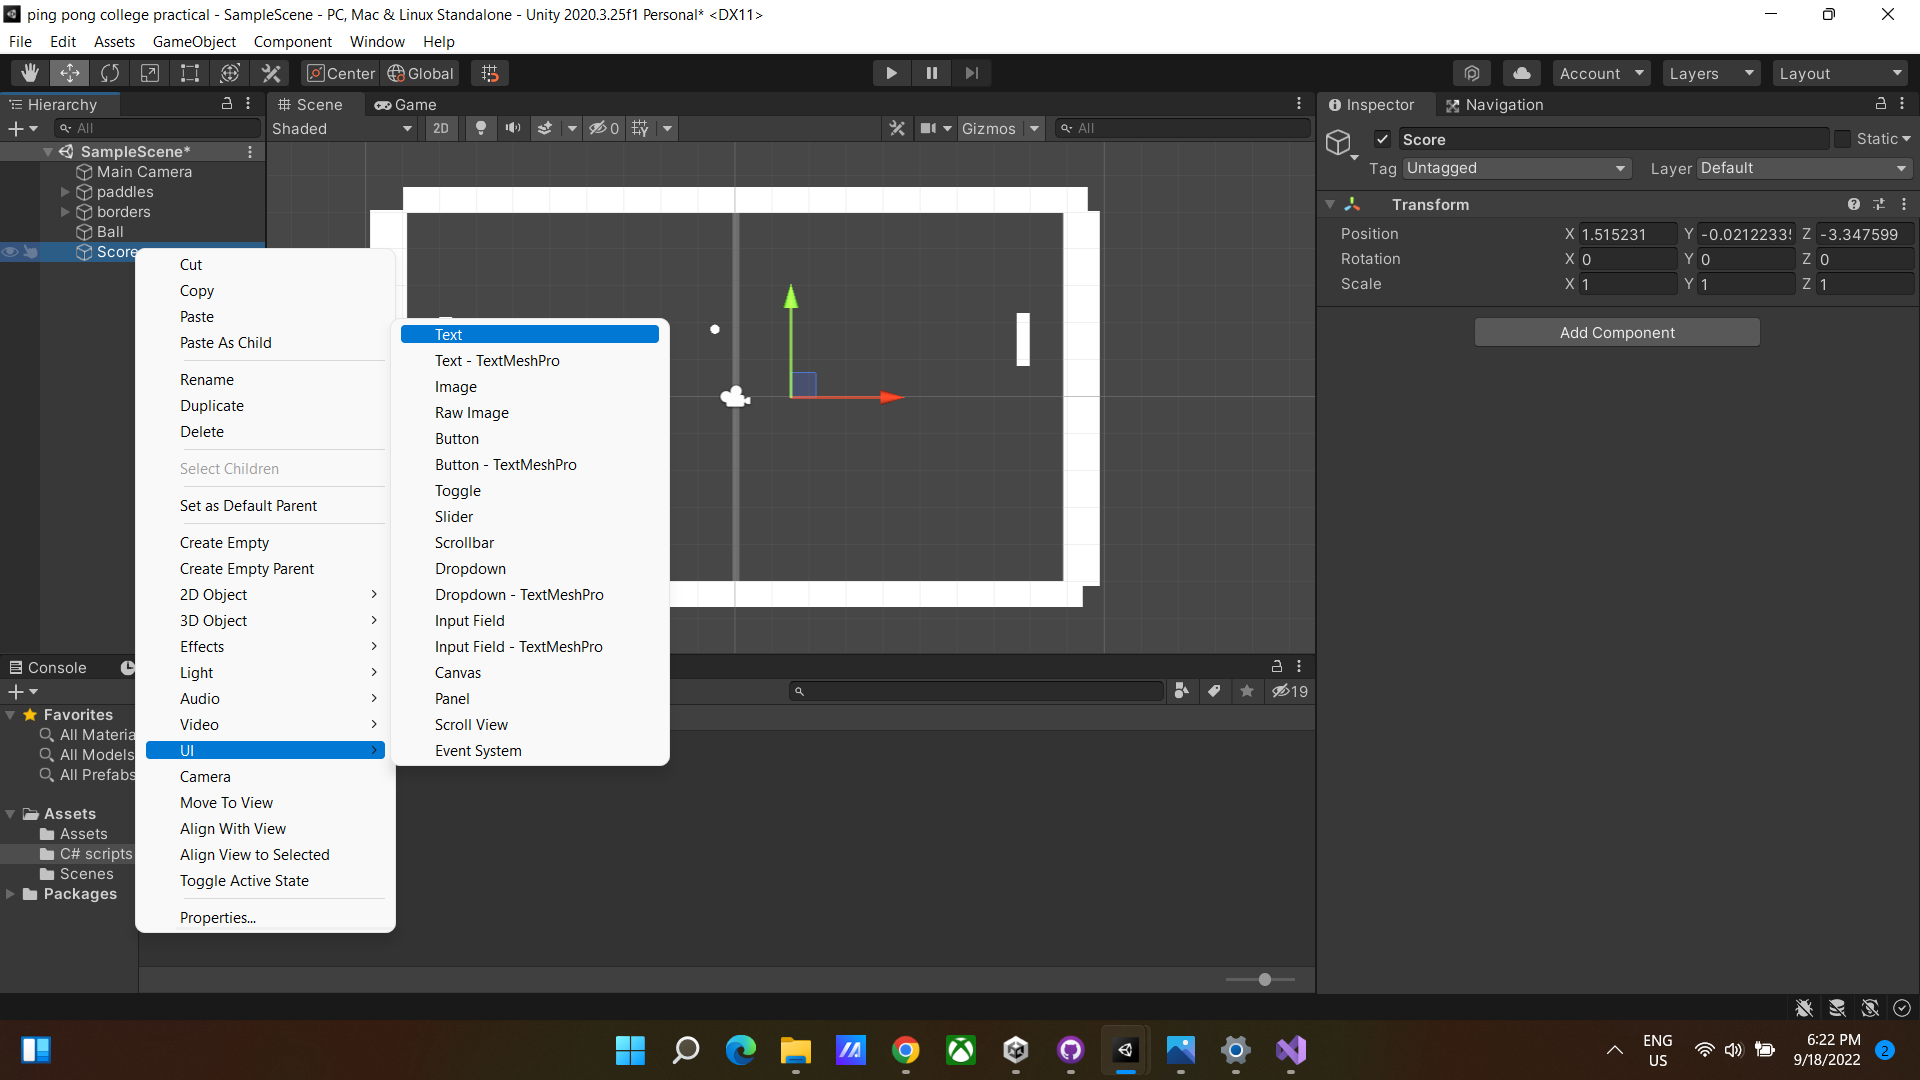 ping pong college practical - SampleScene - PC, Mac & Linux Standalone - Unity 2020.3.25f1 Personal* <DX11>
File Edit Assets GameObject Component Window Help
Center Global Account Layers Layout
Hierarchy Scene Game Inspector Navigation
All Shaded 2D 0 Gizmos All Score Static
SampleScene*
Main Camera
Tag Untagged Layer Default
paddles
borders
Ball
Score
Transform
Position X 1.515231 Y -0.0212233 Z -3.347599
Rotation X 0 Y 0 Z 0
Scale X 1 Y 1 Z 1
Add Component
Cut
Copy
Paste
Paste As Child
Rename
Duplicate
Delete
Select Children
Set as Default Parent
Create Empty
Create Empty Parent
2D Object
3D Object
Effects
Light
Audio
Video
UI
Camera
Move To View
Align With View
Align View to Selected
Toggle Active State
Properties...
Text
Text - TextMeshPro
Image
Raw Image
Button
Button - TextMeshPro
Toggle
Slider
Scrollbar
Dropdown
Dropdown - TextMeshPro
Input Field
Input Field - TextMeshPro
Canvas
Panel
Scroll View
Event System
Console
19
Favorites
All Materia
All Models
All Prefabs
Assets
Assets
C# scripts
Scenes
Packages
ENG
US
6:22 PM
9/18/2022
2